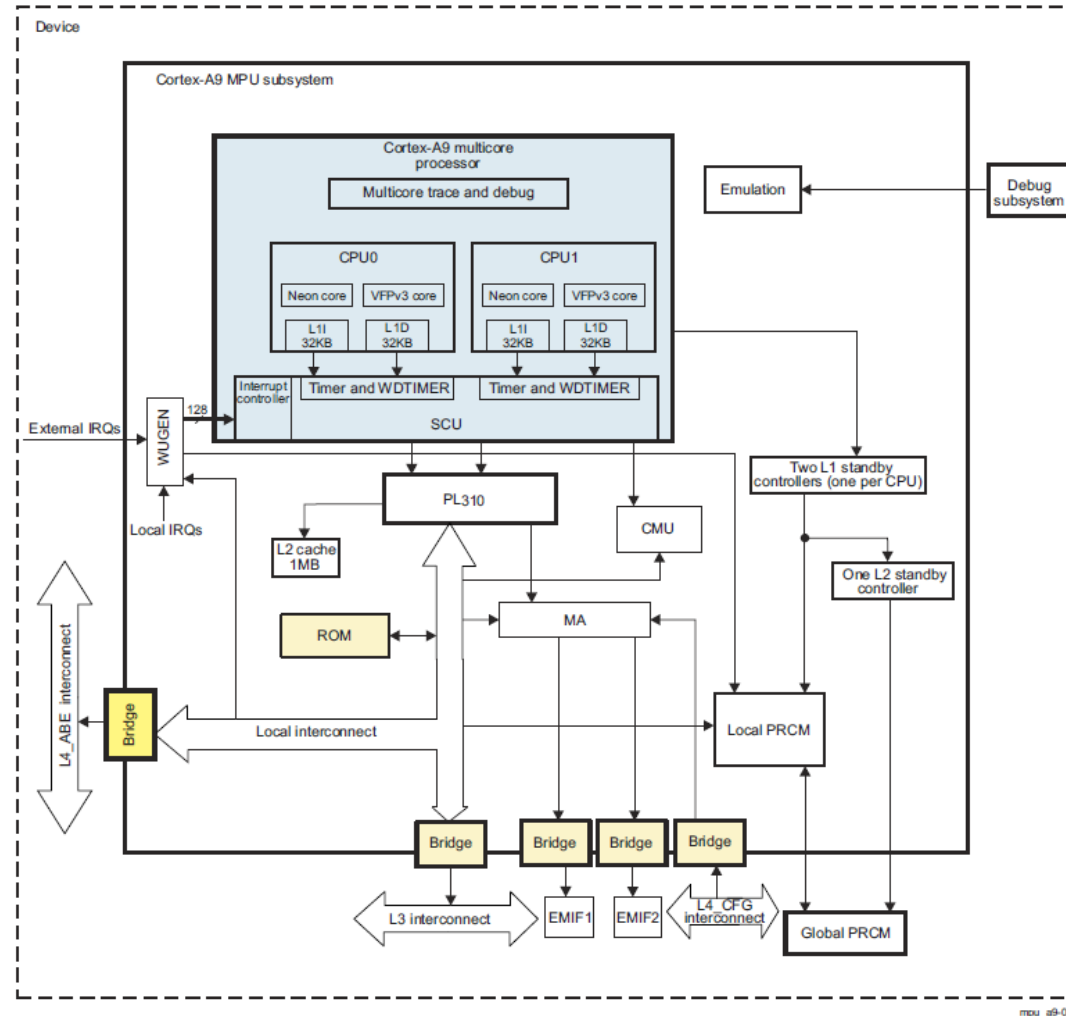 Device
Cortex-A9 MPU subsystem
Cortex-A9 multicore
processor
Multicore trace and debug
Emulation
Debug
subsystem
CPU0
CPU1
Neon core
VFPv3 core
Neon core
VFPv3 core
L1I
32KB
L1D
32KB
L1I
32KB
L1D
32KB
Interrupt
controller
Timer and WDTIMER
Timer and WDTIMER
SCU
128
External IRQs
WUGEN
Local IRQs
Two L1 standby
controllers (one per CPU)
PL310
CMU
L2 cache
1MB
One L2 standby
controller
MA
ROM
L4_ABE interconnect
Bridge
Local interconnect
Local PRCM
Bridge
Bridge
Bridge
Bridge
L3 interconnect
EMIF1
EMIF2
L4_CFG
interconnect
Global PRCM